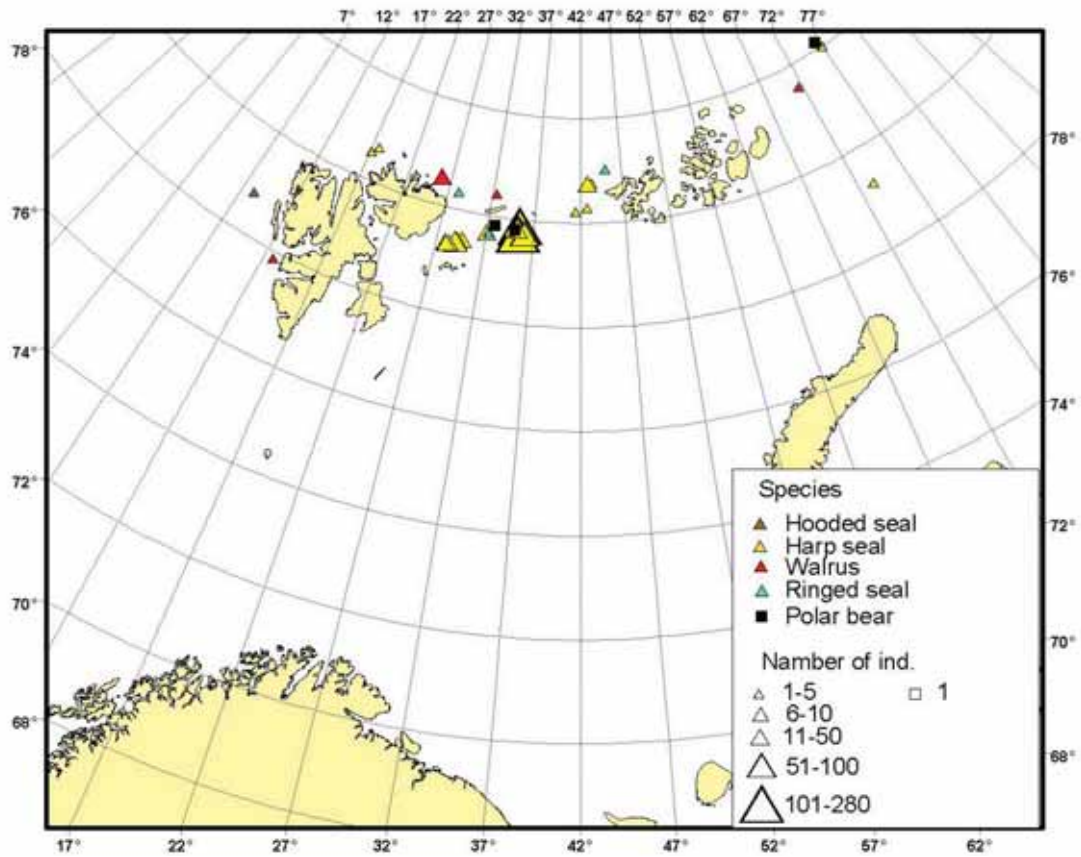 7° 12° 17° 22° 27° 32° 37° 42° 47° 52° 57° 62° 67° 72° 77°
78°
78°
76°
76°
74°
74°
72°
72°
70°
70°
68°
68°
Species
Hooded seal
Harp seal
Walrus
Ringed seal
Polar bear
Namber of ind.
1-5 1
6-10
11-50
51-100
101-280
17° 22° 27° 32° 37° 42° 47° 52° 57° 62°